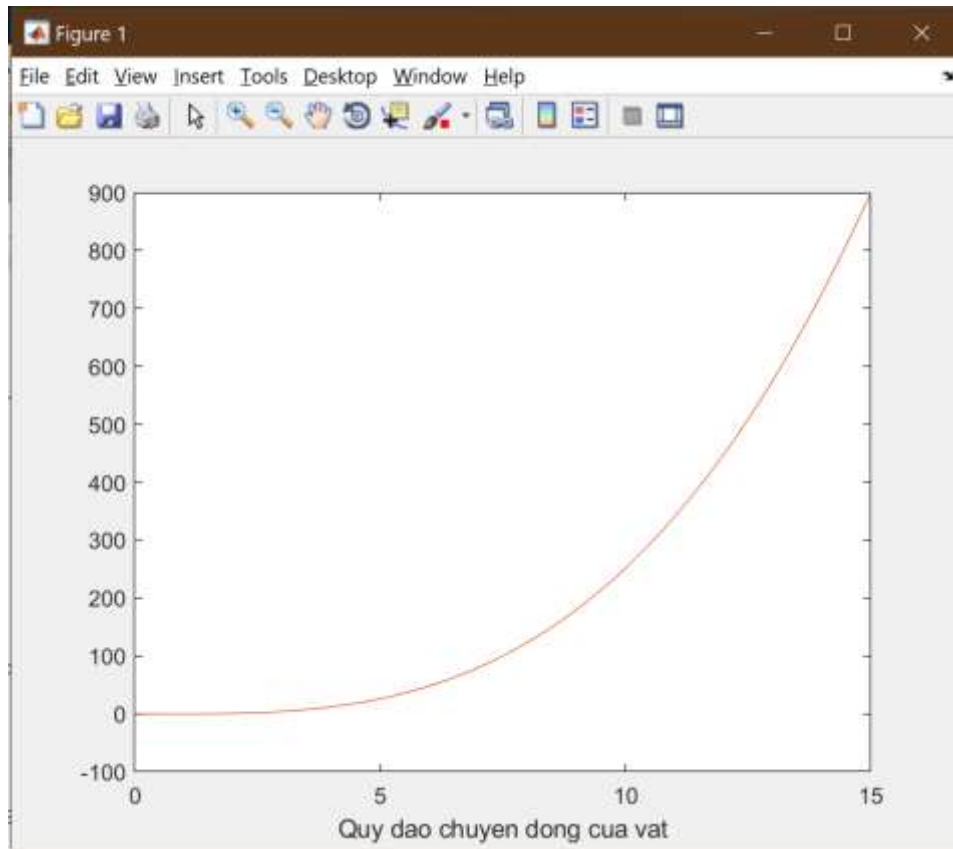 Figure 1
File Edit View Insert Tools Desktop Window Help
900
800
700
600
500
400
300
200
100
0
-100
0 5 10 15
Quy dao chuyen dong cua vat